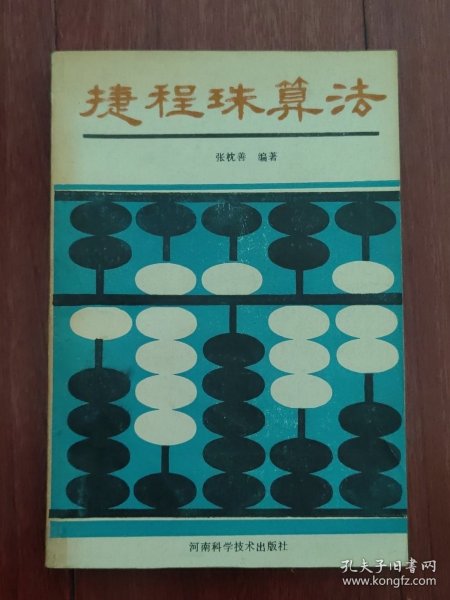 捷程珠算法
张枕善 编著
河南科学技术出版社
孔夫子旧书网
www.kongfz.com